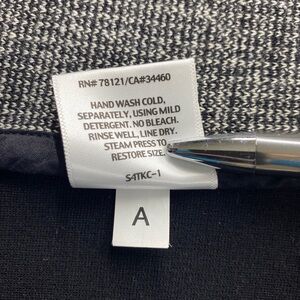 RN# 78121/CA#34460
HAND WASH COLD,
SEPARATELY, USING MILD
DETERGENT. NO BLEACH.
RINSE WELL, LINE DRY.
STEAM PRESS TO
RESTORE SIZE.
S4TKC-1
A